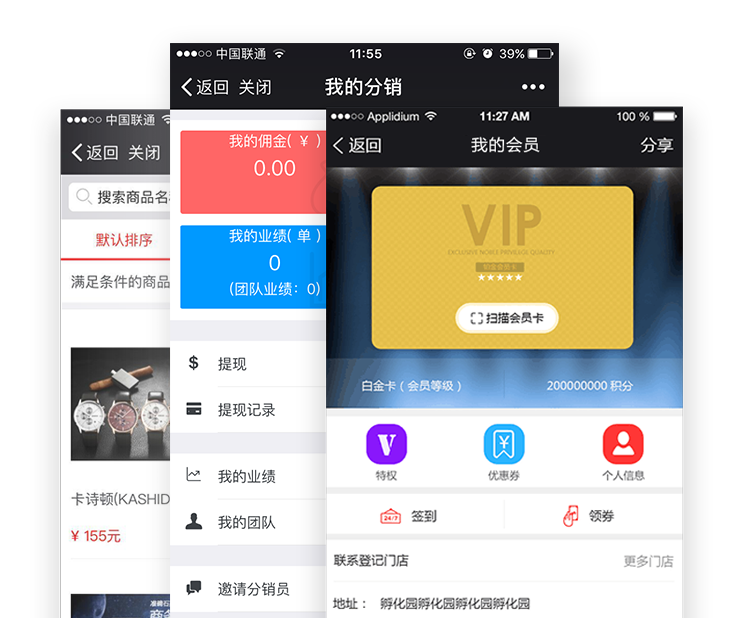 中国联通 11:55 39%
返回 关闭 我的分销
我的佣金( ¥ )
0.00
我的业绩( 单 )
0
(团队业绩: 0)
$ 提现
提现记录
我的业绩
我的团队
邀请分销员
中国联通
返回 关闭
搜索商品名
默认排序
满足条件的商品
卡诗顿(KASHID
¥ 155元
Applidium 11:27 AM 100 %
返回 我的会员 分享
VIP
EXCLUSIVE NOBLE PRIVILEGE QUALITY
扫描会员卡
白金卡 ( 会员等级 ) 200000000 积分
特权 优惠券 个人信息
24/7 签到 领券
联系登记门店 更多门店
地址： 孵化园孵化园孵化园孵化园